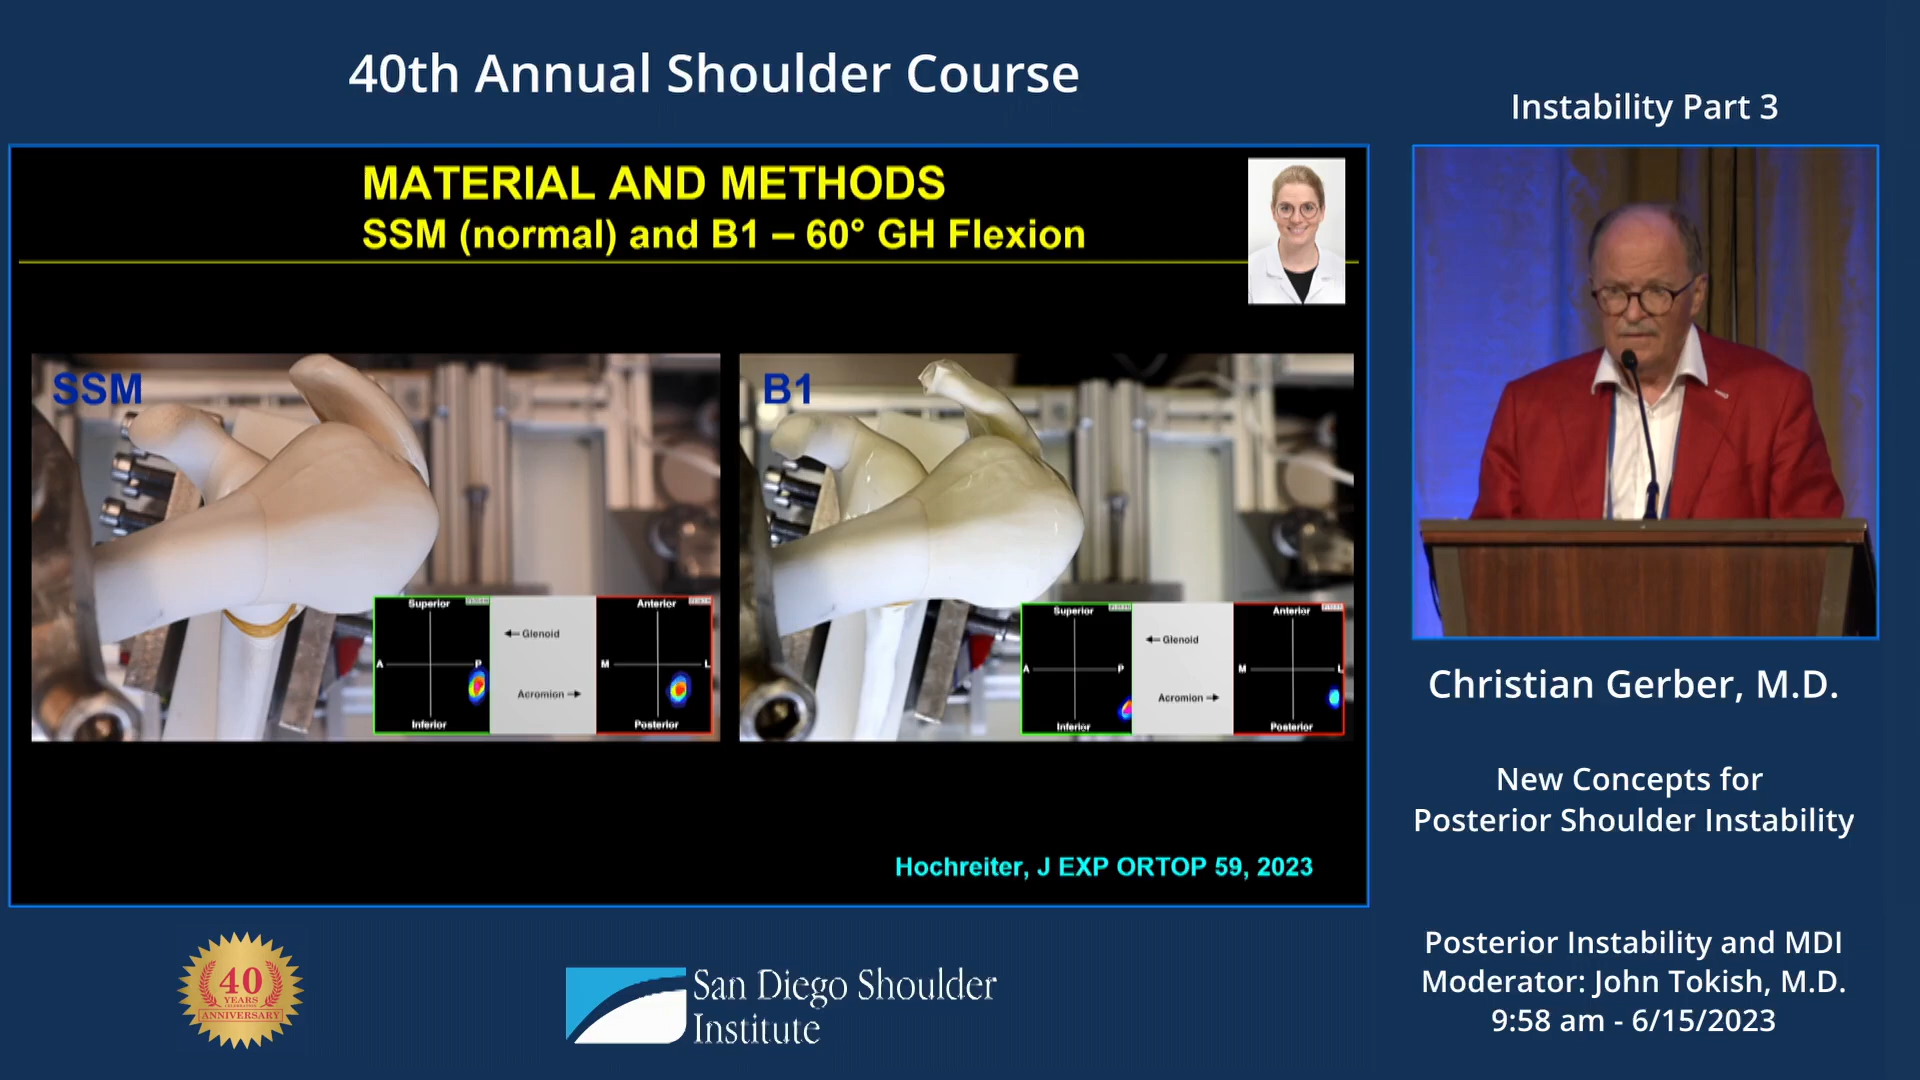 40th Annual Shoulder Course
Instability Part 3
MATERIAL AND METHODS
SSM (normal) and B1 – 60° GH Flexion
SSM
Superior
A
P
Inferior
Glenoid
Acromion
Anterior
M
L
Posterior
B1
Superior
A
P
Inferior
Glenoid
Acromion
Anterior
M
L
Posterior
Hochreiter, J EXP ORTOP 59, 2023
Christian Gerber, M.D.
New Concepts for
Posterior Shoulder Instability
Posterior Instability and MDI
Moderator: John Tokish, M.D.
9:58 am - 6/15/2023
40
YEARS
CELEBRATING
ANNIVERSARY
San Diego Shoulder
Institute